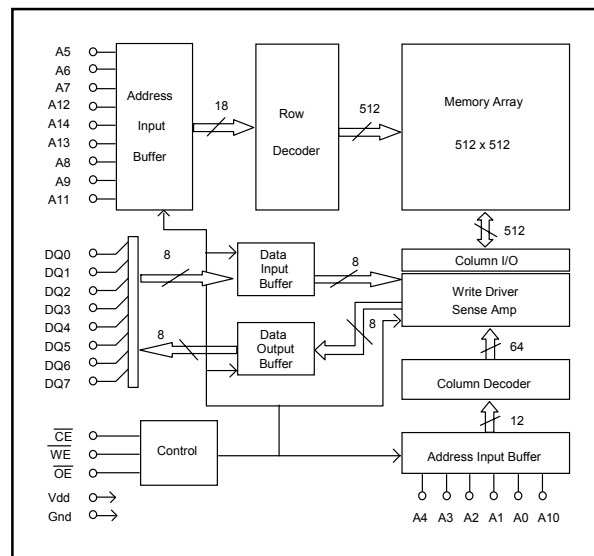 A5
A6
A7
A12
A14
A13
A8
A9
A11
Address
Input
Buffer
18
Row
Decoder
512
Memory Array
512 x 512
512
DQ0
DQ1
DQ2
DQ3
DQ4
DQ5
DQ6
DQ7
8
Data
Input
Buffer
8
Column I/O
Write Driver
Sense Amp
8
Data
Output
Buffer
8
64
Column Decoder
12
CE
WE
OE
Control
Address Input Buffer
Vdd
Gnd
A4 A3 A2 A1 A0 A10